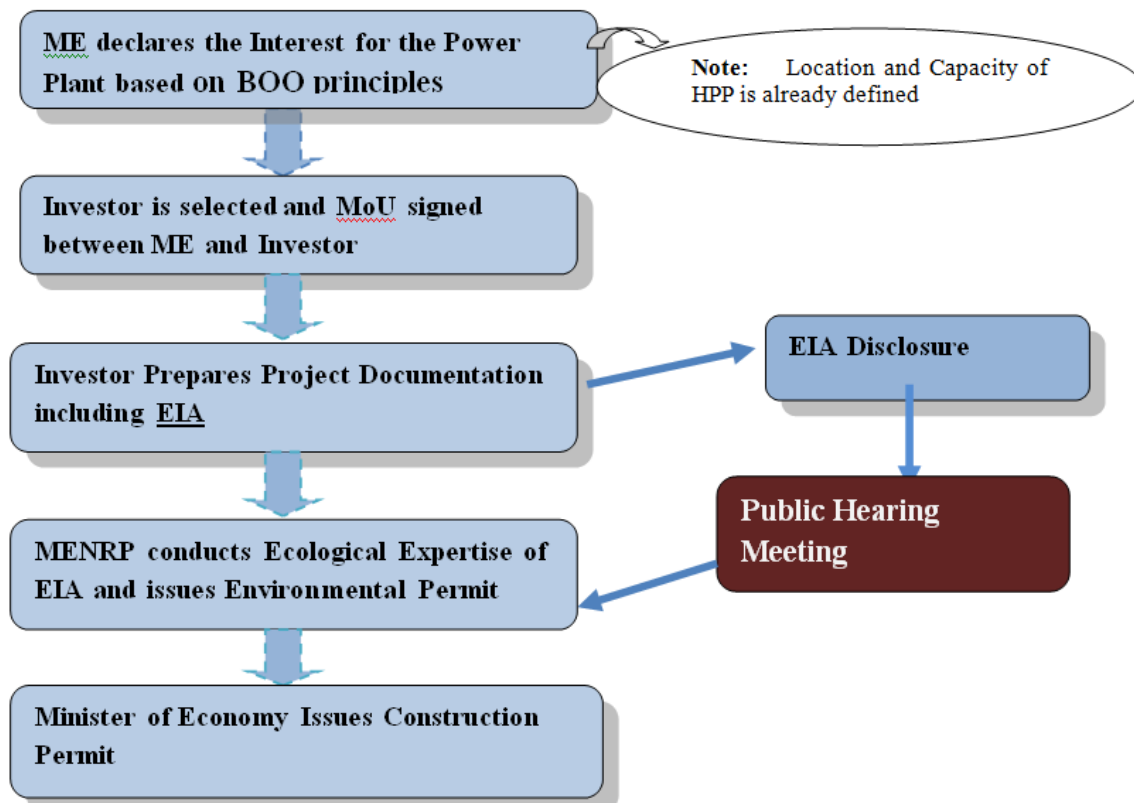 ME declares the Interest for the Power
Plant based on BOO principles
Note: Location and Capacity of
HPP is already defined
Investor is selected and MoU signed
between ME and Investor
Investor Prepares Project Documentation
including EIA
EIA Disclosure
Public Hearing
Meeting
MENRP conducts Ecological Expertise of
EIA and issues Environmental Permit
Minister of Economy Issues Construction
Permit